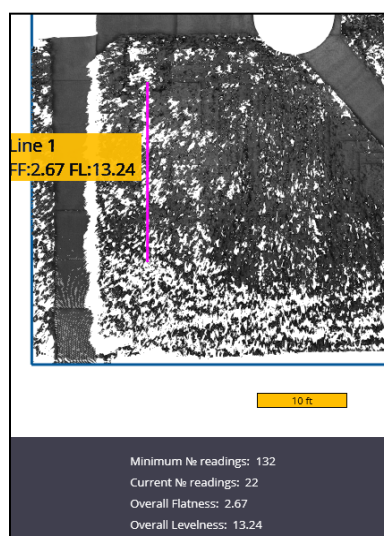 Line 1
FF:2.67 FL:13.24
10 ft
Minimum № readings: 132
Current № readings: 22
Overall Flatness: 2.67
Overall Levelness: 13.24